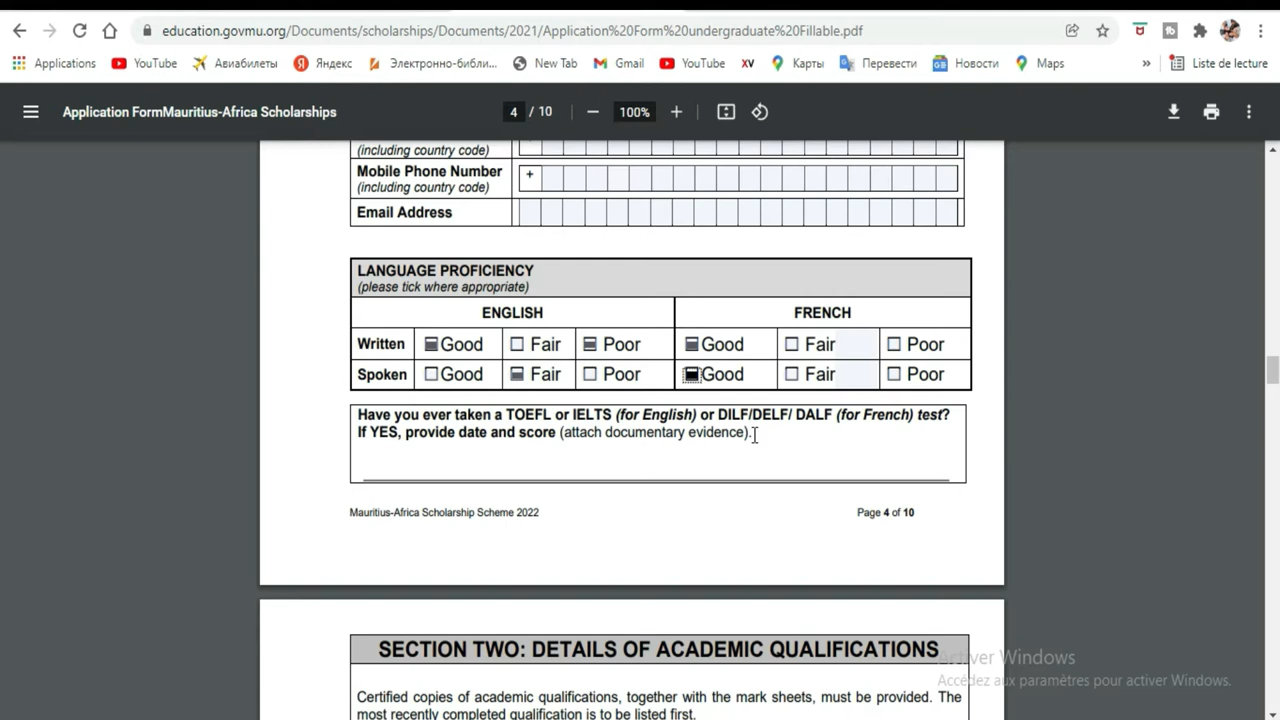 education.govmu.org/Documents/scholarships/Documents/2021/Application%20Form%20undergraduate%20Fillable.pdf
Applications YouTube Авиабилеты Яндекс Электронно-библи... New Tab Gmail YouTube XV Карты Перевести Новости Maps » Liste de lecture
Application FormMauritius-Africa Scholarships 4 / 10 100%
(including country code)
Mobile Phone Number +
(including country code)
Email Address
LANGUAGE PROFICIENCY
(please tick where appropriate)
ENGLISH FRENCH
Written Good Fair Poor Good Fair Poor
Spoken Good Fair Poor Good Fair Poor
Have you ever taken a TOEFL or IELTS (for English) or DILF/DELF/ DALF (for French) test?
If YES, provide date and score (attach documentary evidence).
Mauritius-Africa Scholarship Scheme 2022 Page 4 of 10
SECTION TWO: DETAILS OF ACADEMIC QUALIFICATIONS
Activer Windows
Accédez aux paramètres pour activer Windows.
Certified copies of academic qualifications, together with the mark sheets, must be provided. The
most recently completed qualification is to be listed first.